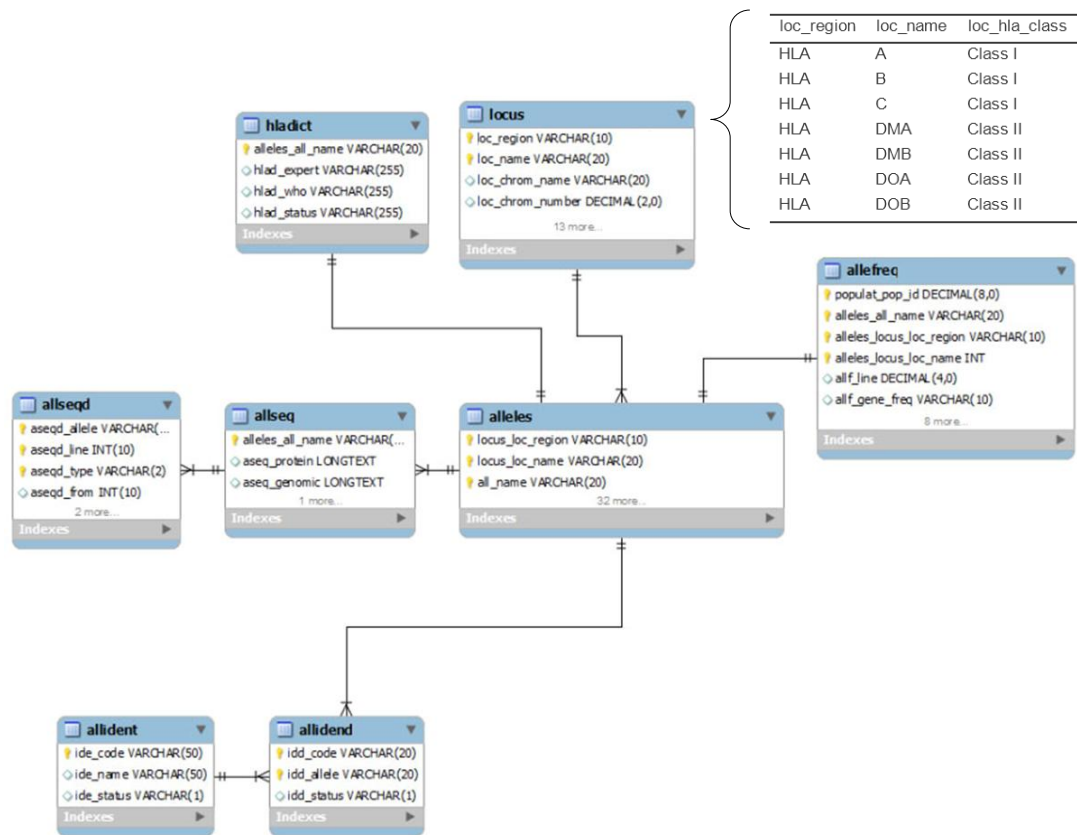 loc_region loc_name loc_hla_class
HLA A Class I
HLA B Class I
HLA C Class I
HLA DMA Class II
HLA DMB Class II
HLA DOA Class II
HLA DOB Class II
hladict
alleles_all_name VARCHAR(20)
hlad_expert VARCHAR(255)
hlad_who VARCHAR(255)
hlad_status VARCHAR(255)
Indexes
locus
loc_region VARCHAR(10)
loc_name VARCHAR(20)
loc_chrom_name VARCHAR(20)
loc_chrom_number DECIMAL(2,0)
13 more...
Indexes
allefreq
populat_pop_id DECIMAL(8,0)
alleles_all_name VARCHAR(20)
alleles_locus_loc_region VARCHAR(10)
alleles_locus_loc_name INT
allf_line DECIMAL(4,0)
allf_gene_freq VARCHAR(10)
8 more...
Indexes
allseqd
aseqd_allele VARCHAR(...
aseqd_line INT(10)
aseqd_type VARCHAR(2)
aseqd_from INT(10)
2 more...
Indexes
allseq
alleles_all_name VARCHAR(...
aseq_protein LONGTEXT
aseq_genomic LONGTEXT
1 more...
Indexes
alleles
locus_loc_region VARCHAR(10)
locus_loc_name VARCHAR(20)
all_name VARCHAR(20)
32 more...
Indexes
allident
ide_code VARCHAR(50)
ide_name VARCHAR(50)
ide_status VARCHAR(1)
Indexes
allidend
idd_code VARCHAR(20)
idd_allele VARCHAR(20)
idd_status VARCHAR(1)
Indexes